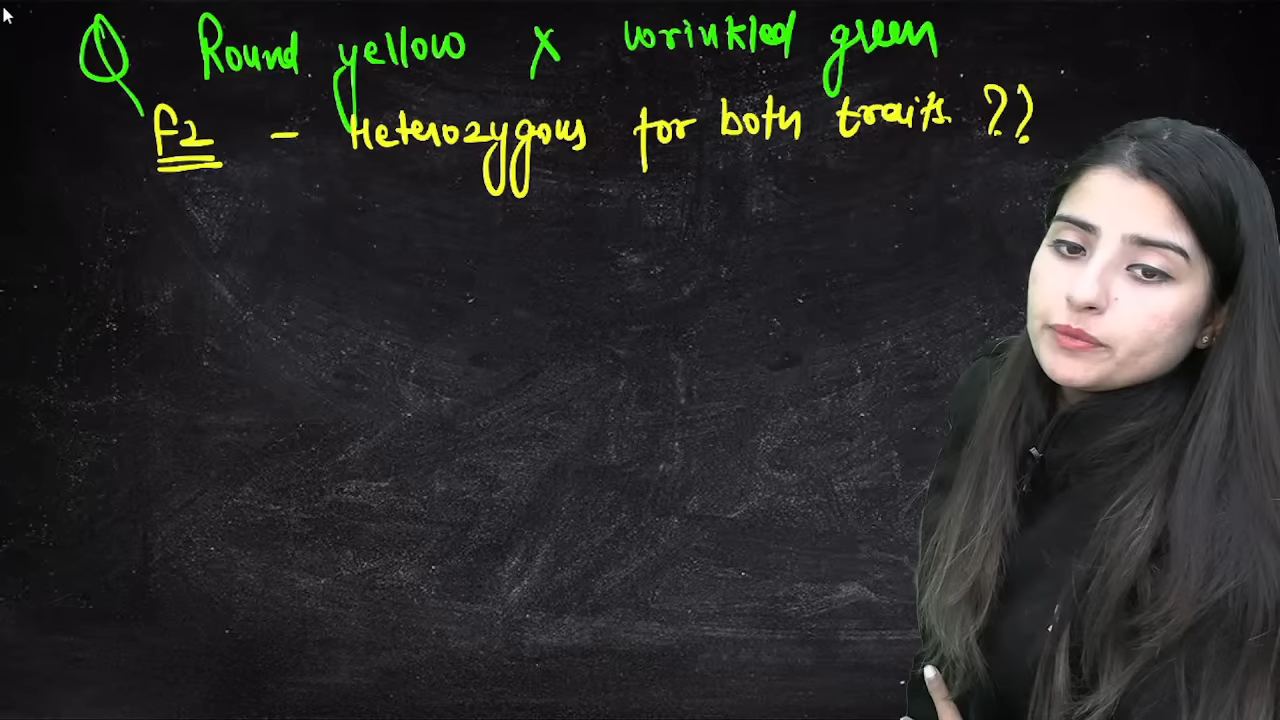 Q Round yellow X wrinkled green
F2 - Heterozygous for both traits ??